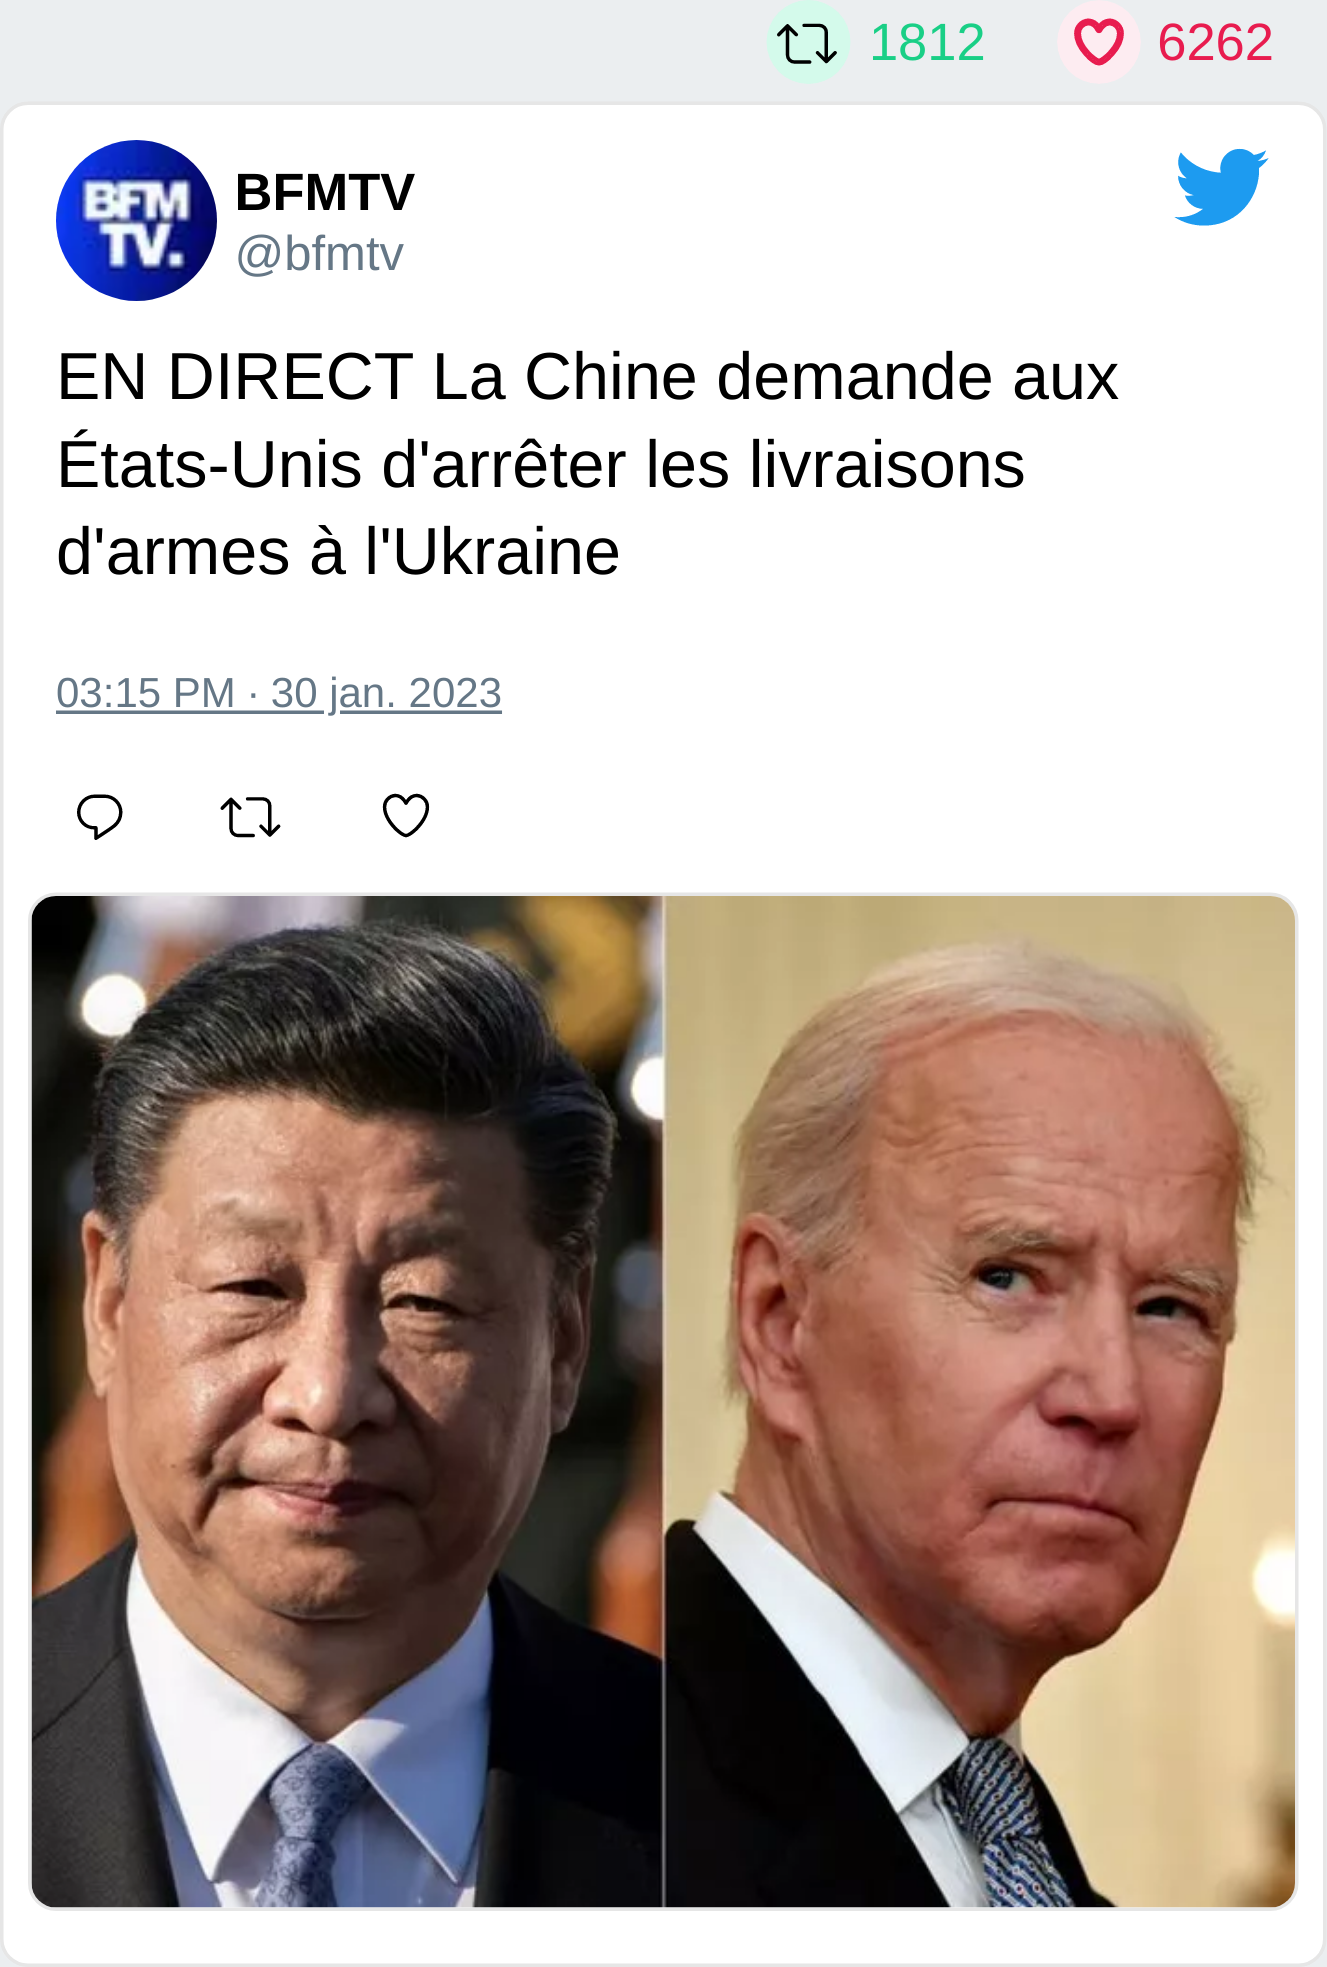 1812 6262
BFM
TV.
BFMTV
@bfmtv
EN DIRECT La Chine demande aux
États-Unis d'arrêter les livraisons
d'armes à l'Ukraine
03:15 PM · 30 jan. 2023